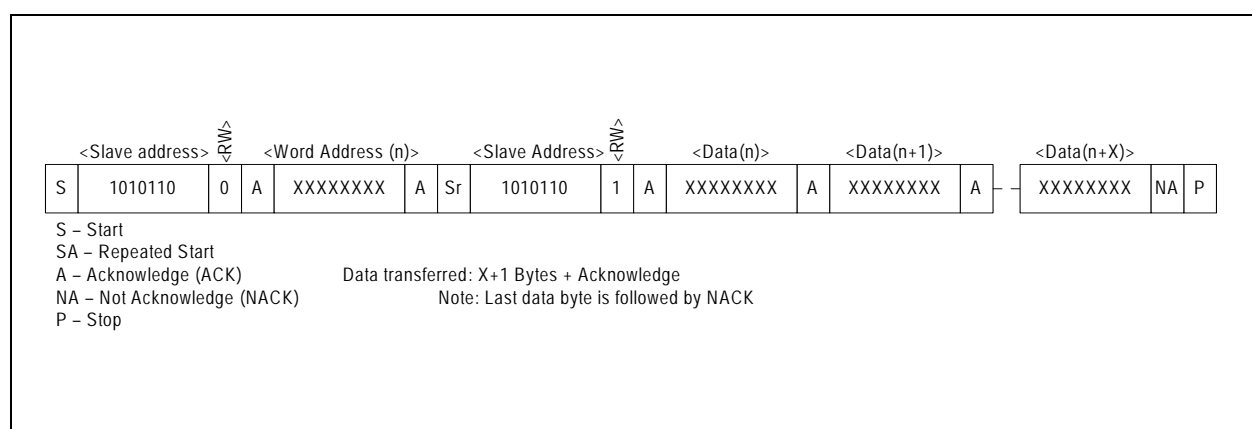 <Slave address> <RW> <Word Address (n)> <Slave Address> <RW> <Data(n)> <Data(n+1)> <Data(n+X)>
S 1010110 0 A XXXXXXXX A Sr 1010110 1 A XXXXXXXX A XXXXXXXX A XXXXXXXX NA P
S – Start
SA – Repeated Start
A – Acknowledge (ACK) Data transferred: X+1 Bytes + Acknowledge
NA – Not Acknowledge (NACK) Note: Last data byte is followed by NACK
P – Stop